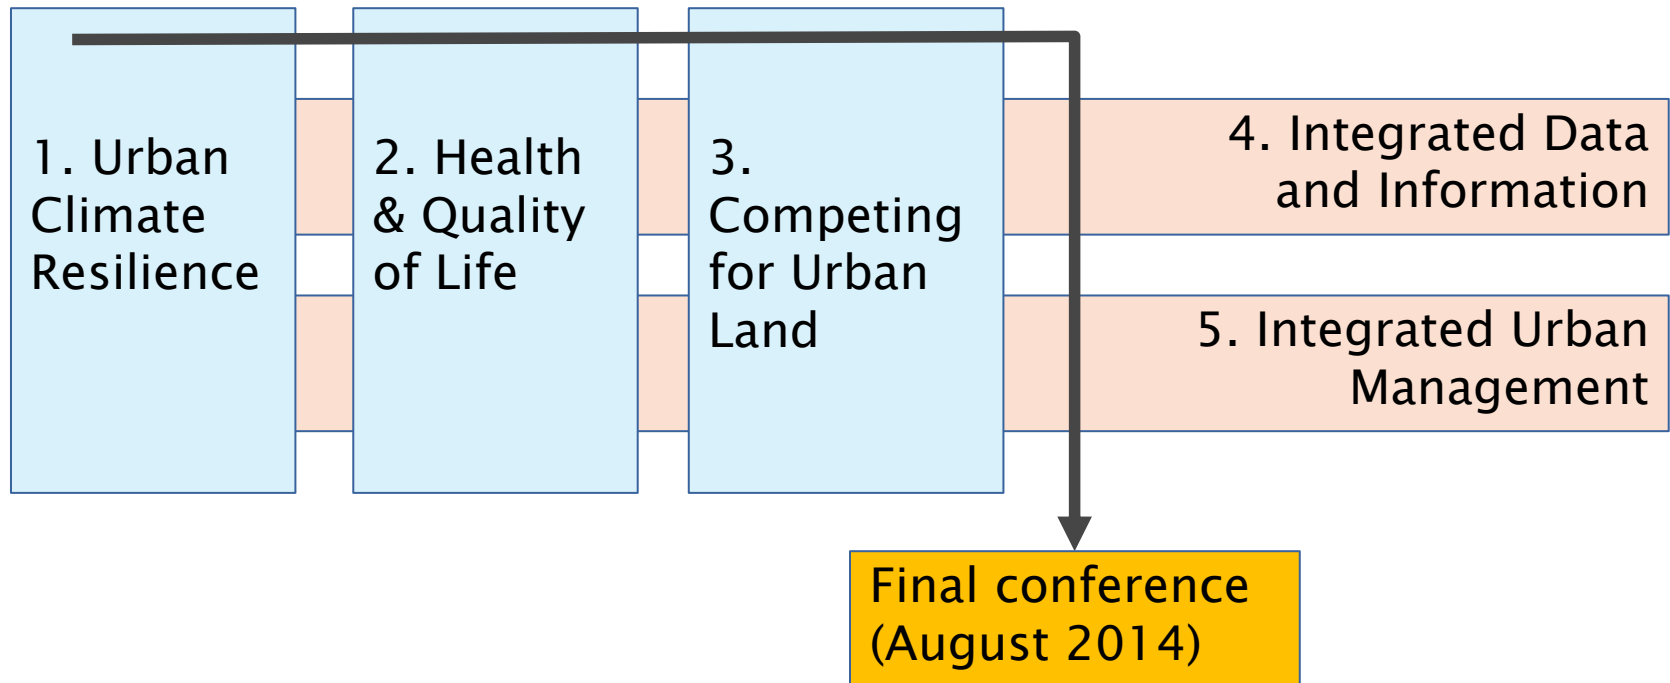 1. Urban
Climate
Resilience
2. Health
& Quality
of Life
3.
Competing
for Urban
Land
4. Integrated Data
and Information
5. Integrated Urban
Management
Final conference
(August 2014)